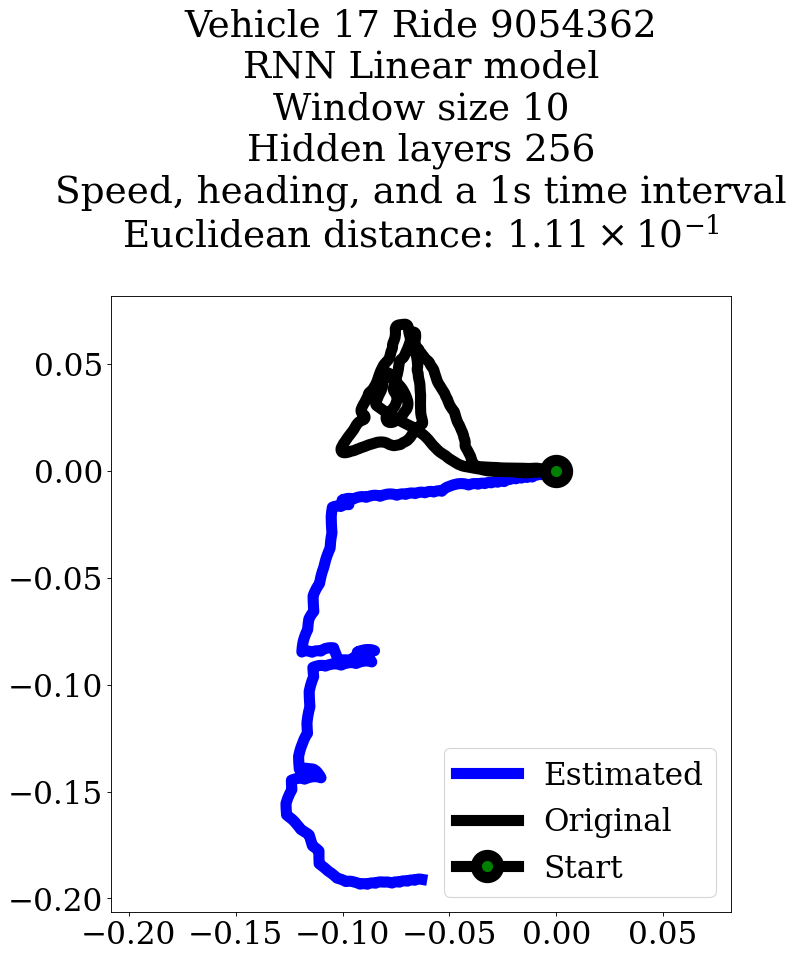 Vehicle 17 Ride 9054362
RNN Linear model
Window size 10
Hidden layers 256
Speed, heading, and a 1s time interval
Euclidean distance: 1.11 × 10⁻¹
0.05
0.00
−0.05
−0.10
−0.15
−0.20
Estimated
Original
Start
−0.20 −0.15 −0.10 −0.05 0.00 0.05